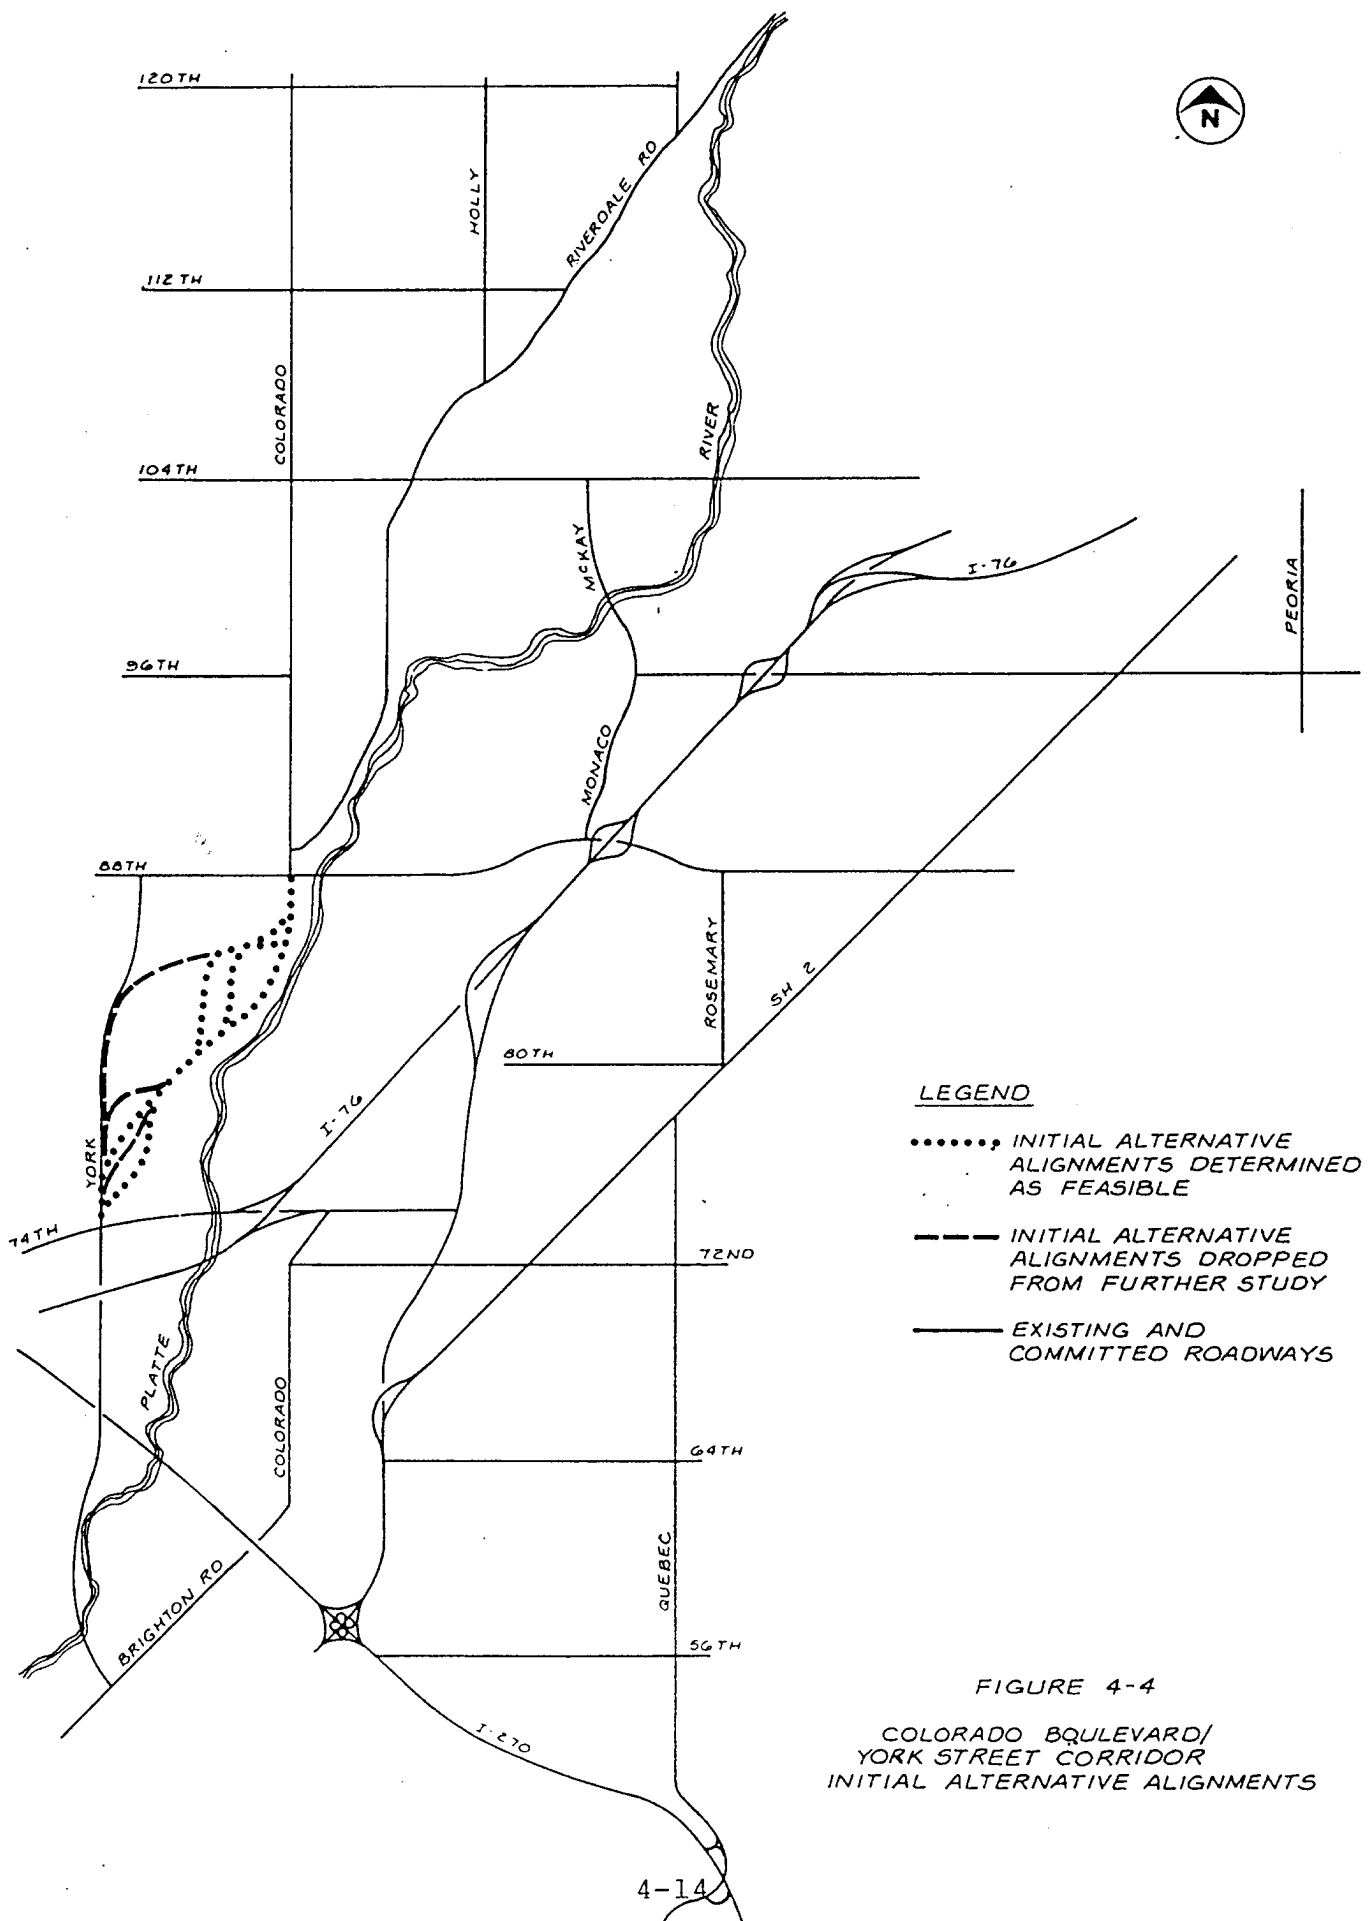 120TH
N
HOLLY
RIVERDALE RD
112TH
COLORADO
RIVER
104TH
MCKAY
I-76
PEORIA
96TH
MONACO
88TH
ROSEMARY
SH 2
80TH
I-76
YORK
74TH
72ND
PLATTE
COLORADO
64TH
QUEBEC
BRIGHTON RD
56TH
I-270
LEGEND
INITIAL ALTERNATIVE
ALIGNMENTS DETERMINED
AS FEASIBLE
INITIAL ALTERNATIVE
ALIGNMENTS DROPPED
FROM FURTHER STUDY
EXISTING AND
COMMITTED ROADWAYS
FIGURE 4-4
COLORADO BOULEVARD/
YORK STREET CORRIDOR
INITIAL ALTERNATIVE ALIGNMENTS
4-14